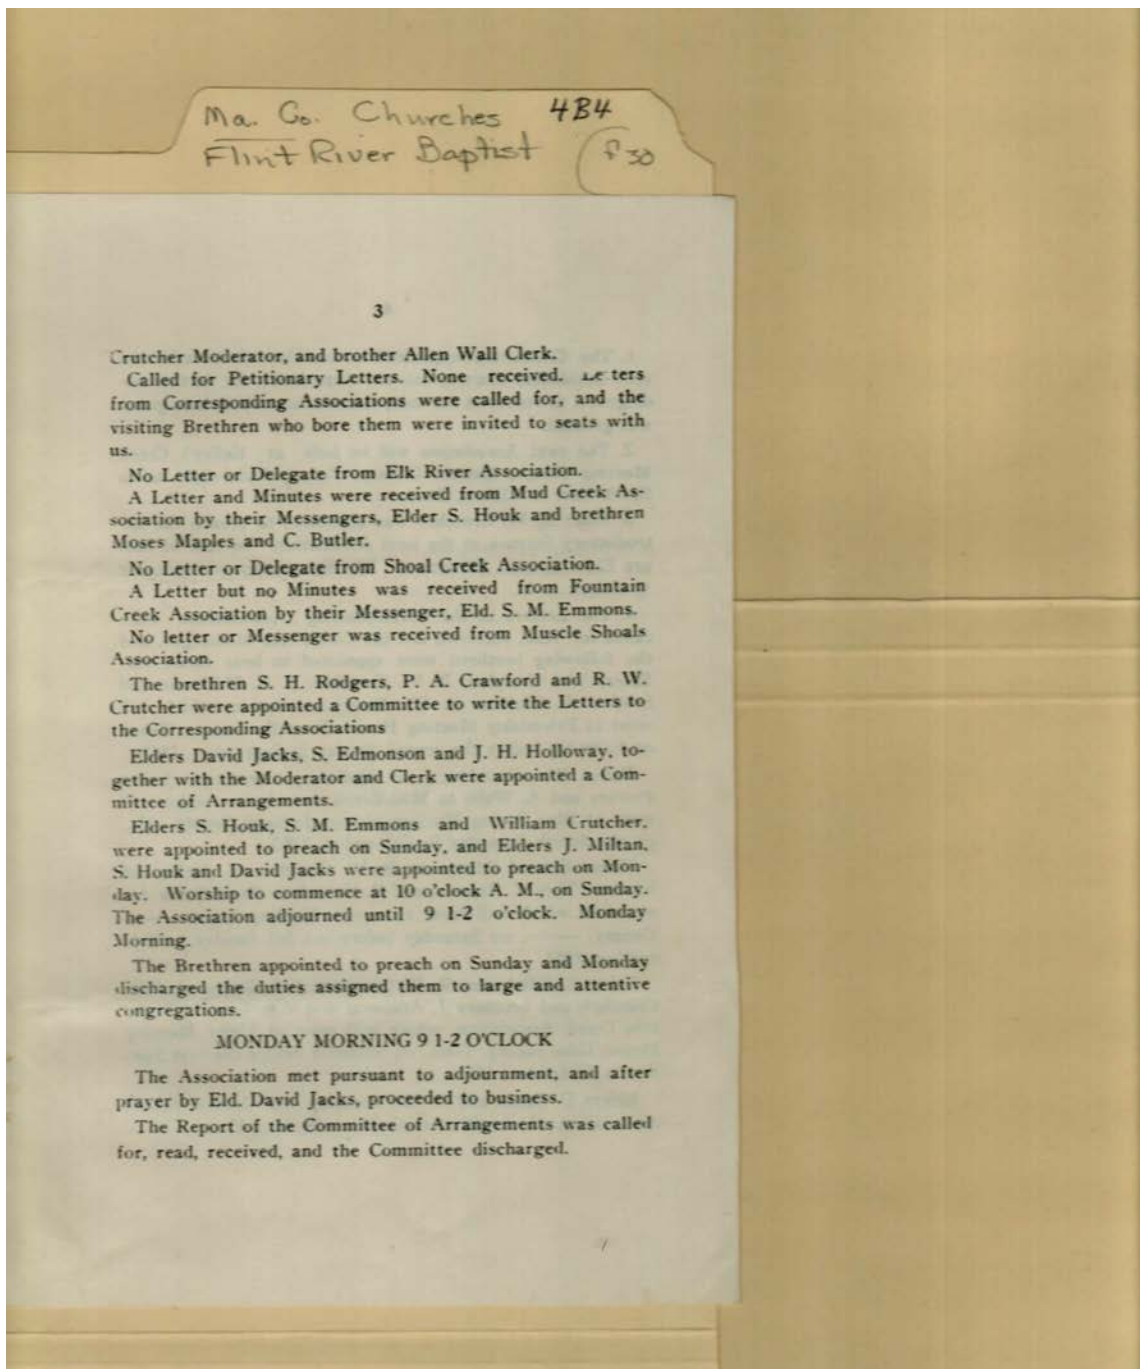 Ma. Co. Churches 4B4
Flint River Baptist f 30
3
Crutcher Moderator, and brother Allen Wall Clerk.
Called for Petitionary Letters. None received. Letters
from Corresponding Associations were called for, and the
visiting Brethren who bore them were invited to seats with
us.
No Letter or Delegate from Elk River Association.
A Letter and Minutes were received from Mud Creek As-
sociation by their Messengers, Elder S. Houk and brethren
Moses Maples and C. Butler.
No Letter or Delegate from Shoal Creek Association.
A Letter but no Minutes was received from Fountain
Creek Association by their Messenger, Eld. S. M. Emmons.
No letter or Messenger was received from Muscle Shoals
Association.
The brethren S. H. Rodgers, P. A. Crawford and R. W.
Crutcher were appointed a Committee to write the Letters to
the Corresponding Associations
Elders David Jacks, S. Edmonson and J. H. Holloway, to-
gether with the Moderator and Clerk were appointed a Com-
mittee of Arrangements.
Elders S. Houk, S. M. Emmons and William Crutcher,
were appointed to preach on Sunday, and Elders J. Miltan,
S. Houk and David Jacks were appointed to preach on Mon-
day. Worship to commence at 10 o'clock A. M., on Sunday.
The Association adjourned until 9 1-2 o'clock. Monday
Morning.
The Brethren appointed to preach on Sunday and Monday
discharged the duties assigned them to large and attentive
congregations.
MONDAY MORNING 9 1-2 O'CLOCK
The Association met pursuant to adjournment, and after
prayer by Eld. David Jacks, proceeded to business.
The Report of the Committee of Arrangements was called
for, read, received, and the Committee discharged.